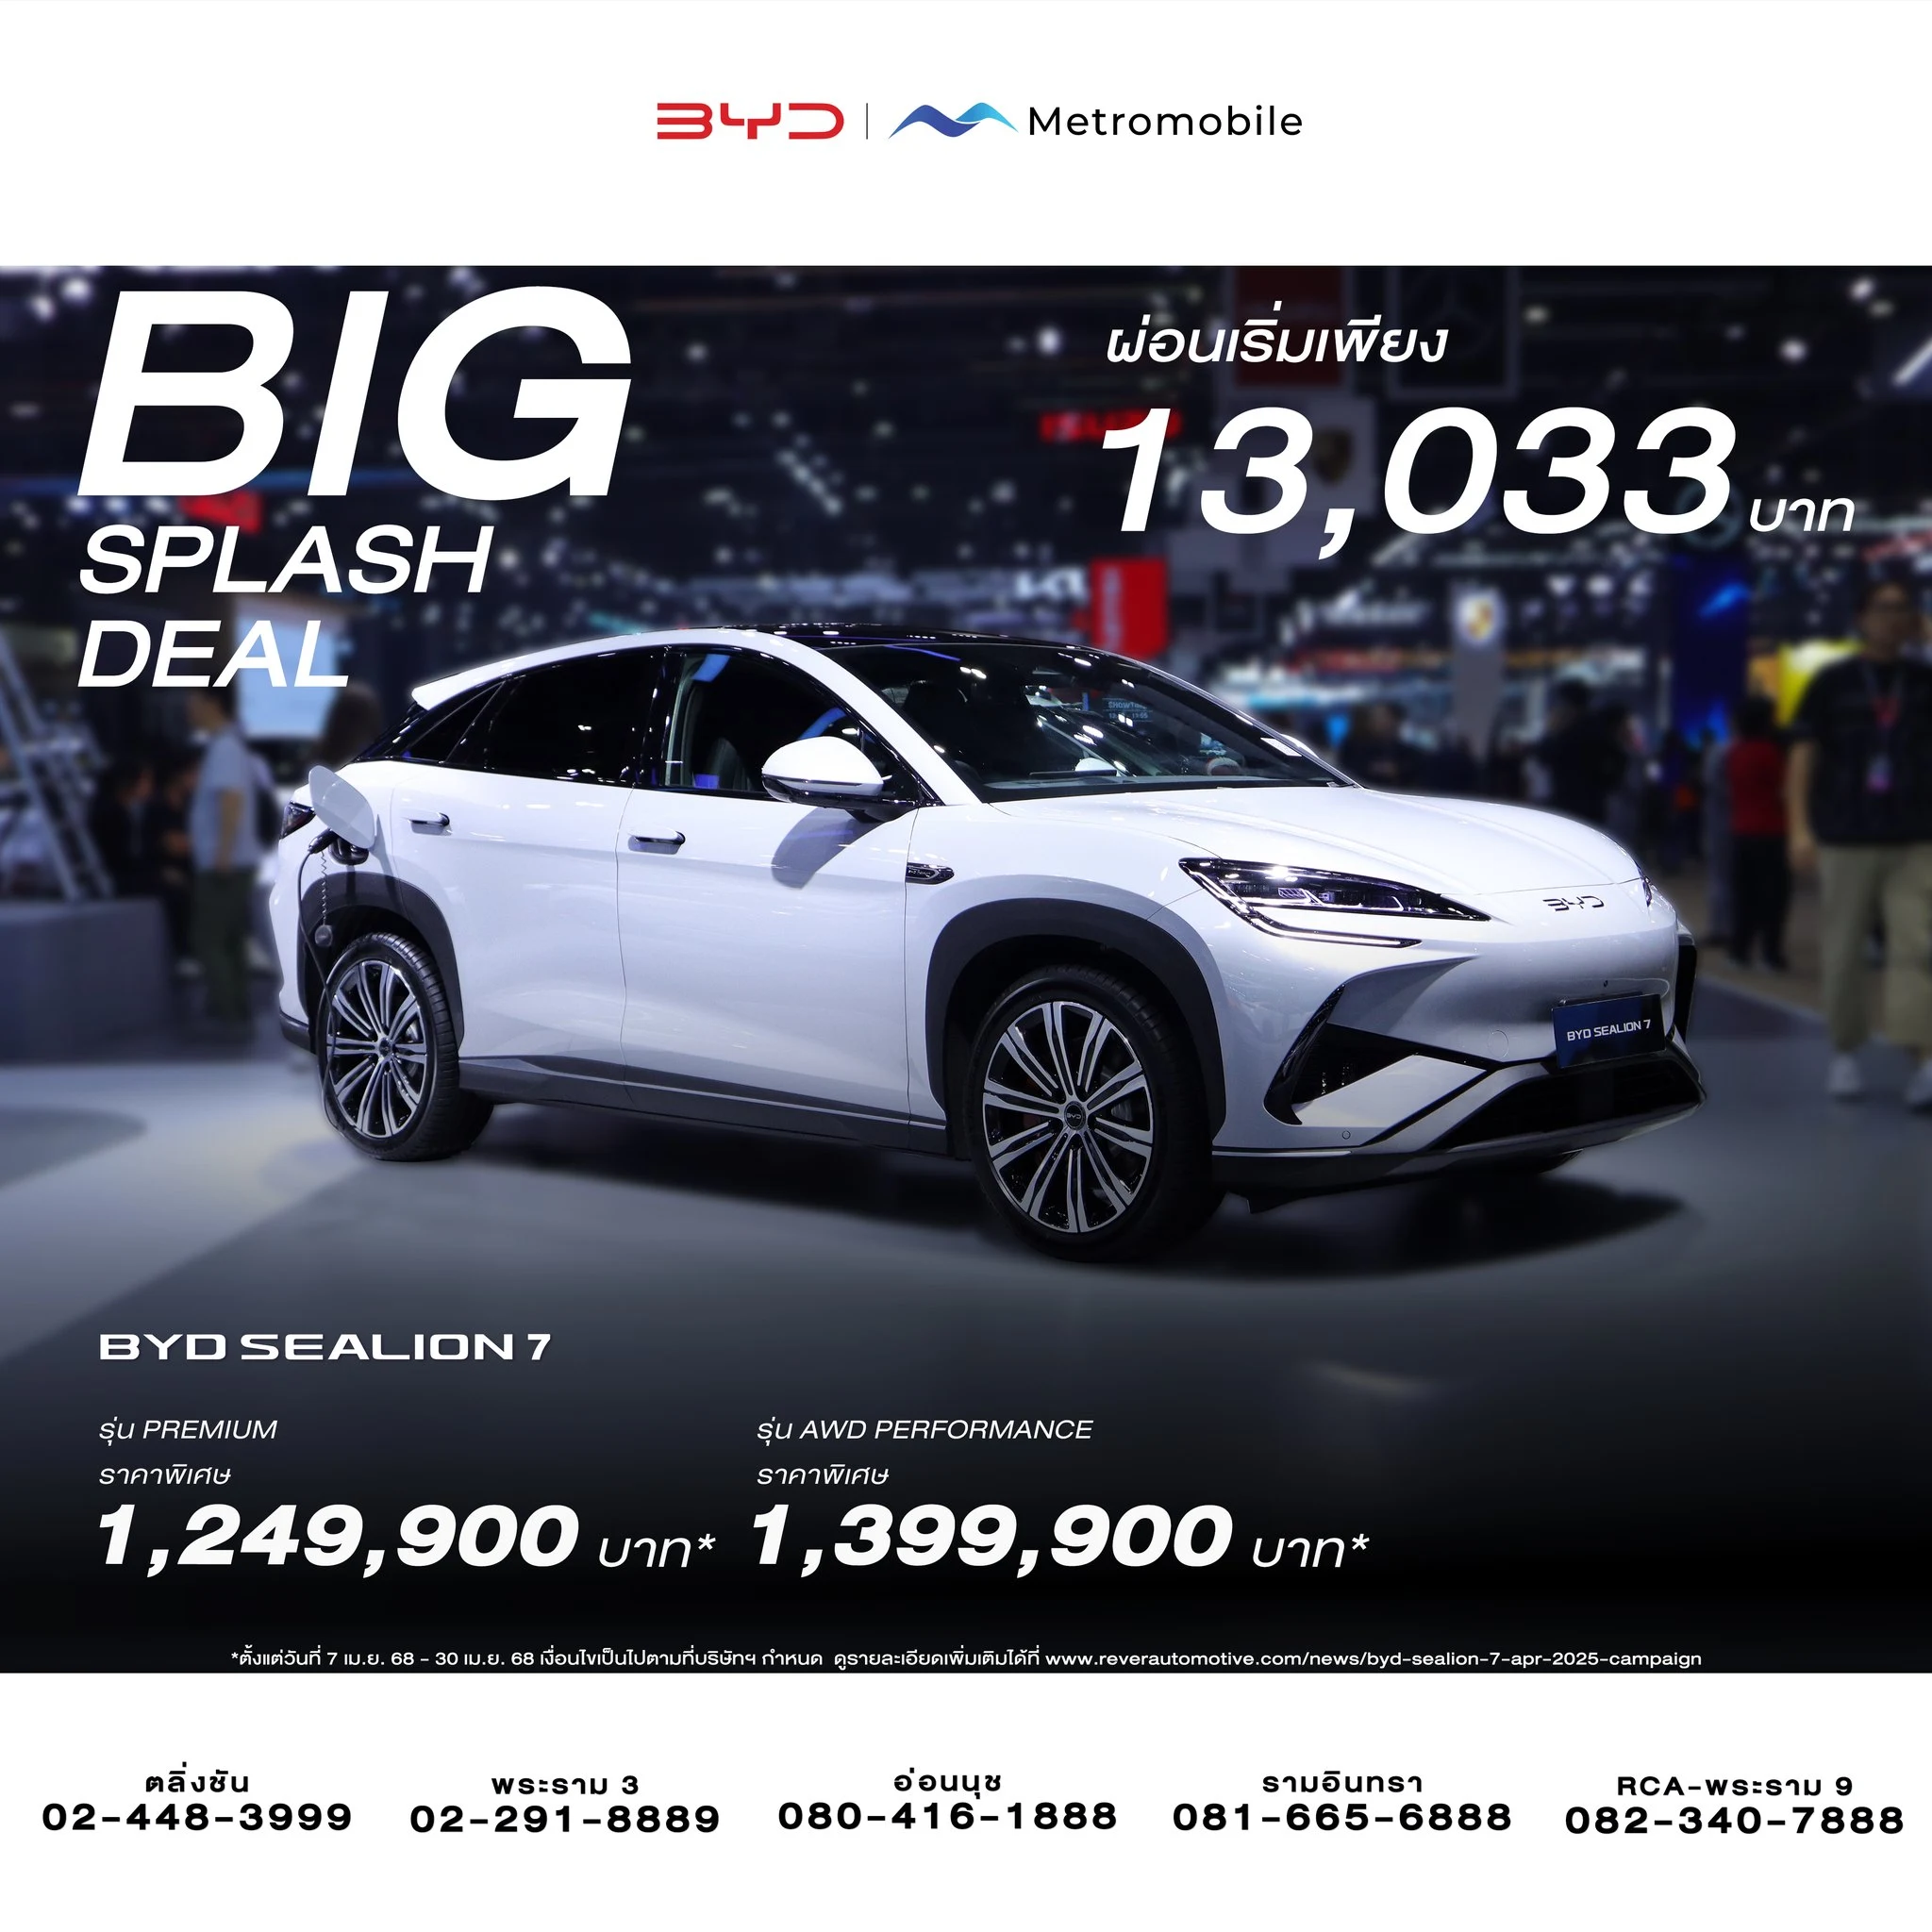 BYD | Metromobile
BIG
SPLASH
DEAL
ผ่อนเริ่มเพียง
13,033 บาท
BYD
BYD SEALION 7
BYD
BYD SEALION 7
รุ่น PREMIUM
ราคาพิเศษ
1,249,900 บาท*
รุ่น AWD PERFORMANCE
ราคาพิเศษ
1,399,900 บาท*
*ตั้งแต่วันที่ 7 เม.ย. 68 - 30 เม.ย. 68 เงื่อนไขเป็นไปตามที่บริษัทฯ กำหนด ดูรายละเอียดเพิ่มเติมได้ที่ www.reverautomotive.com/news/byd-sealion-7-apr-2025-campaign
ตลิ่งชัน
02-448-3999
พระราม 3
02-291-8889
อ่อนนุช
080-416-1888
รามอินทรา
081-665-6888
RCA-พระราม 9
082-340-7888